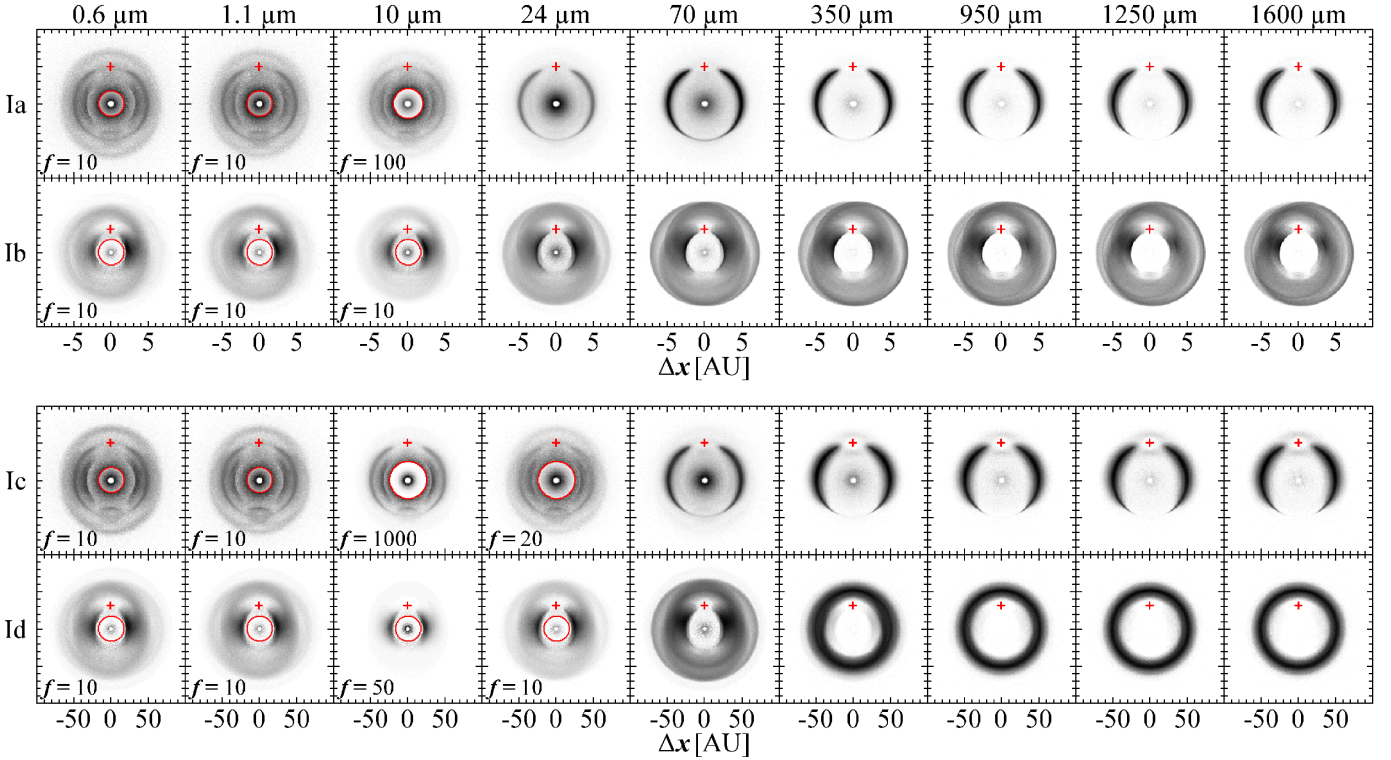 0.6 µm 1.1 µm 10 µm 24 µm 70 µm 350 µm 950 µm 1250 µm 1600 µm
Ia
f = 10 f = 10 f = 100
Ib
f = 10 f = 10 f = 10
-5 0 5 -5 0 5 -5 0 5 -5 0 5 -5 0 5 -5 0 5 -5 0 5 -5 0 5 -5 0 5
Δx [AU]
Ic
f = 10 f = 10 f = 1000 f = 20
Id
f = 10 f = 10 f = 50 f = 10
-50 0 50 -50 0 50 -50 0 50 -50 0 50 -50 0 50 -50 0 50 -50 0 50 -50 0 50 -50 0 50
Δx [AU]